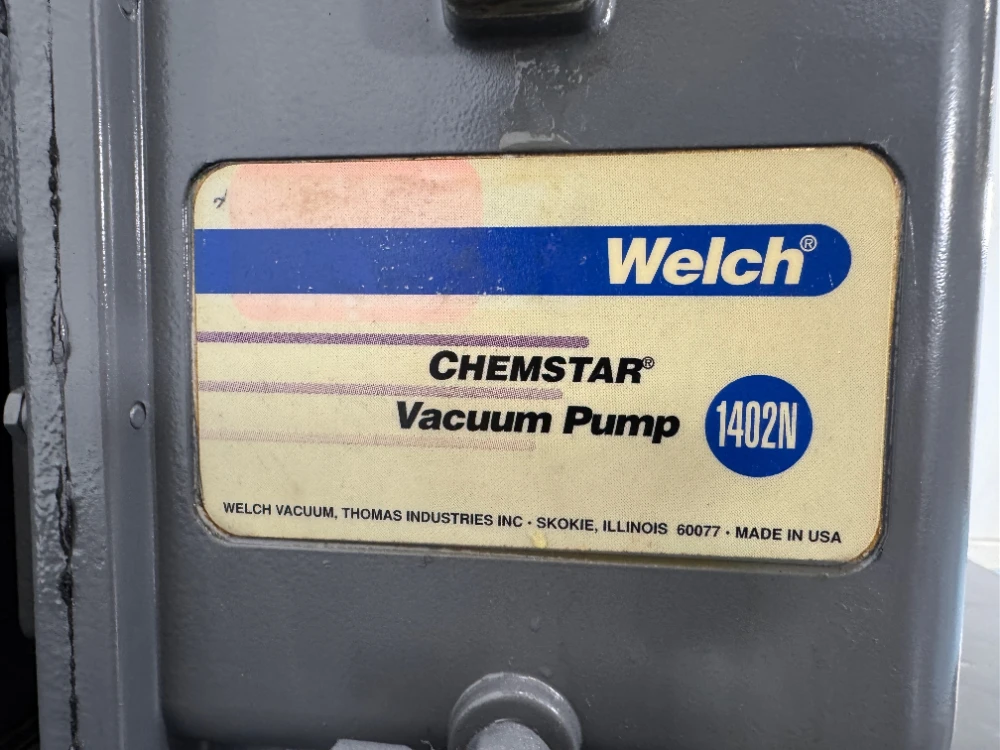 Welch®
CHEMSTAR®
Vacuum Pump
1402N
WELCH VACUUM, THOMAS INDUSTRIES INC · SKOKIE, ILLINOIS 60077 · MADE IN USA